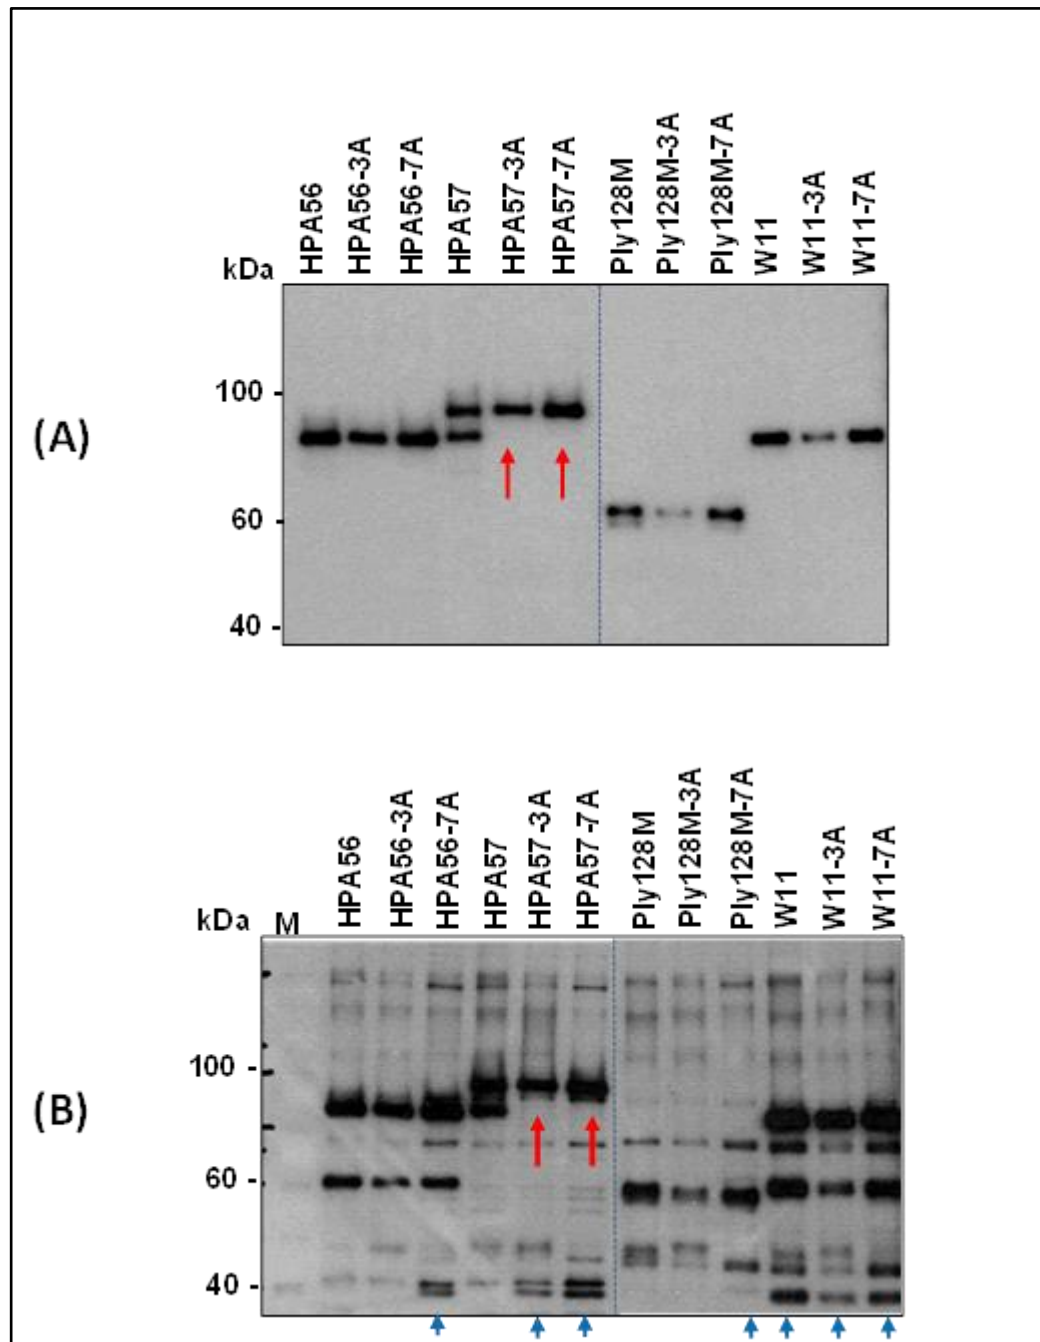 HPA56
HPA56-3A
HPA56-7A
HPA57
HPA57-3A
HPA57-7A
Ply128M
Ply128M-3A
Ply128M-7A
W11
W11-3A
W11-7A
kDa
100 -
(A)
60 -
40 -
HPA56
HPA56-3A
HPA56-7A
HPA57
HPA57-3A
HPA57-7A
Ply128M
Ply128M-3A
Ply128M-7A
W11
W11-3A
W11-7A
kDa M
100 -
(B)
60 -
40 -